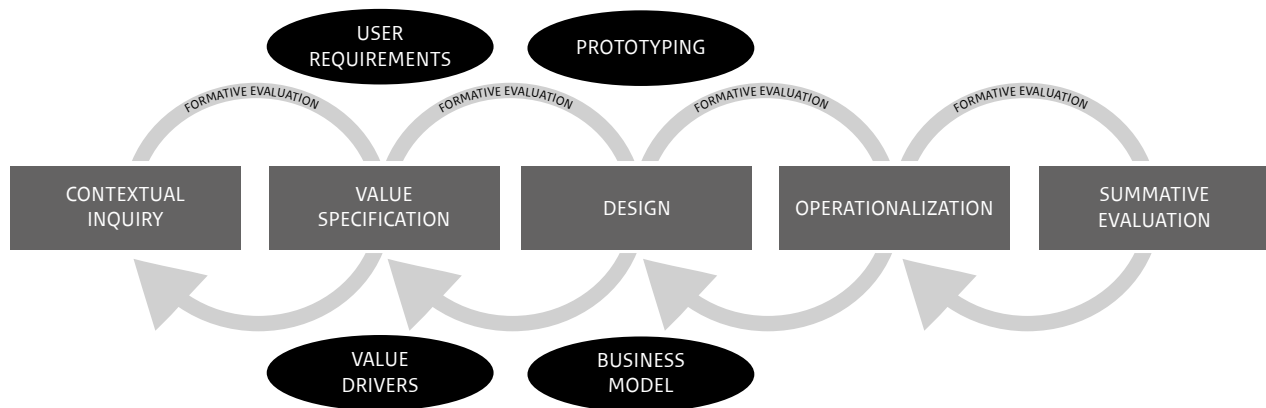 USER
REQUIREMENTS
PROTOTYPING
FORMATIVE EVALUATION
FORMATIVE EVALUATION
FORMATIVE EVALUATION
FORMATIVE EVALUATION
CONTEXTUAL
INQUIRY
VALUE
SPECIFICATION
DESIGN
OPERATIONALIZATION
SUMMATIVE
EVALUATION
VALUE
DRIVERS
BUSINESS
MODEL